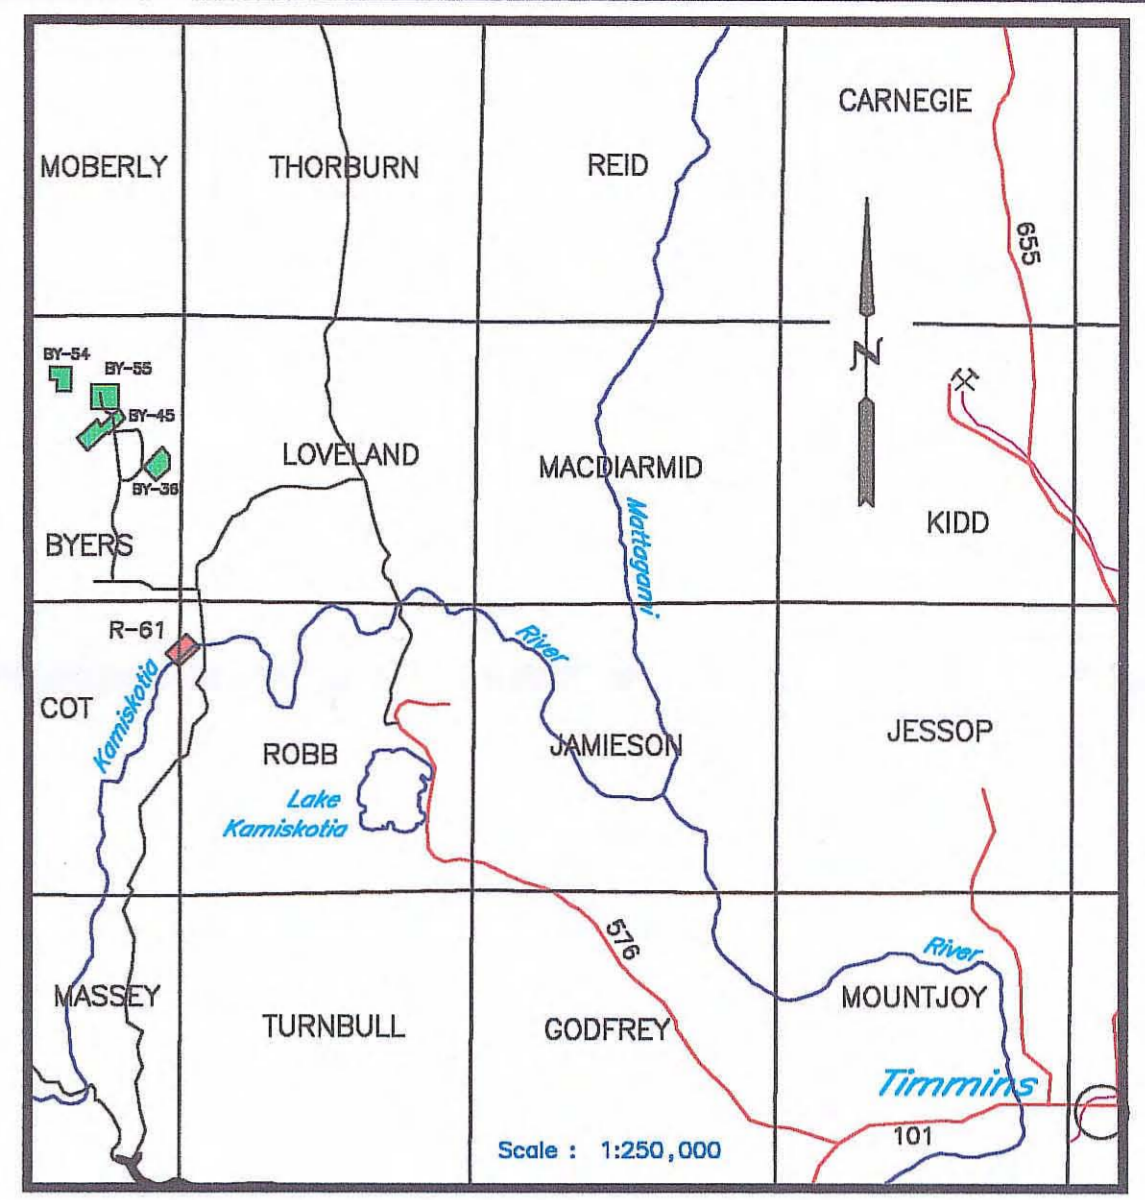 CARNEGIE
MOBERLY
THORBURN
REID
655
N
BY-54
BY-55
BY-45
BY-36
LOVELAND
MACDIARMID
KIDD
BYERS
Mattagami
R-61
River
Kamiskotia
COT
ROBB
JAMIESON
JESSOP
Lake
Kamiskotia
576
River
MASSEY
TURNBULL
GODFREY
MOUNTJOY
Timmins
101
Scale : 1:250,000